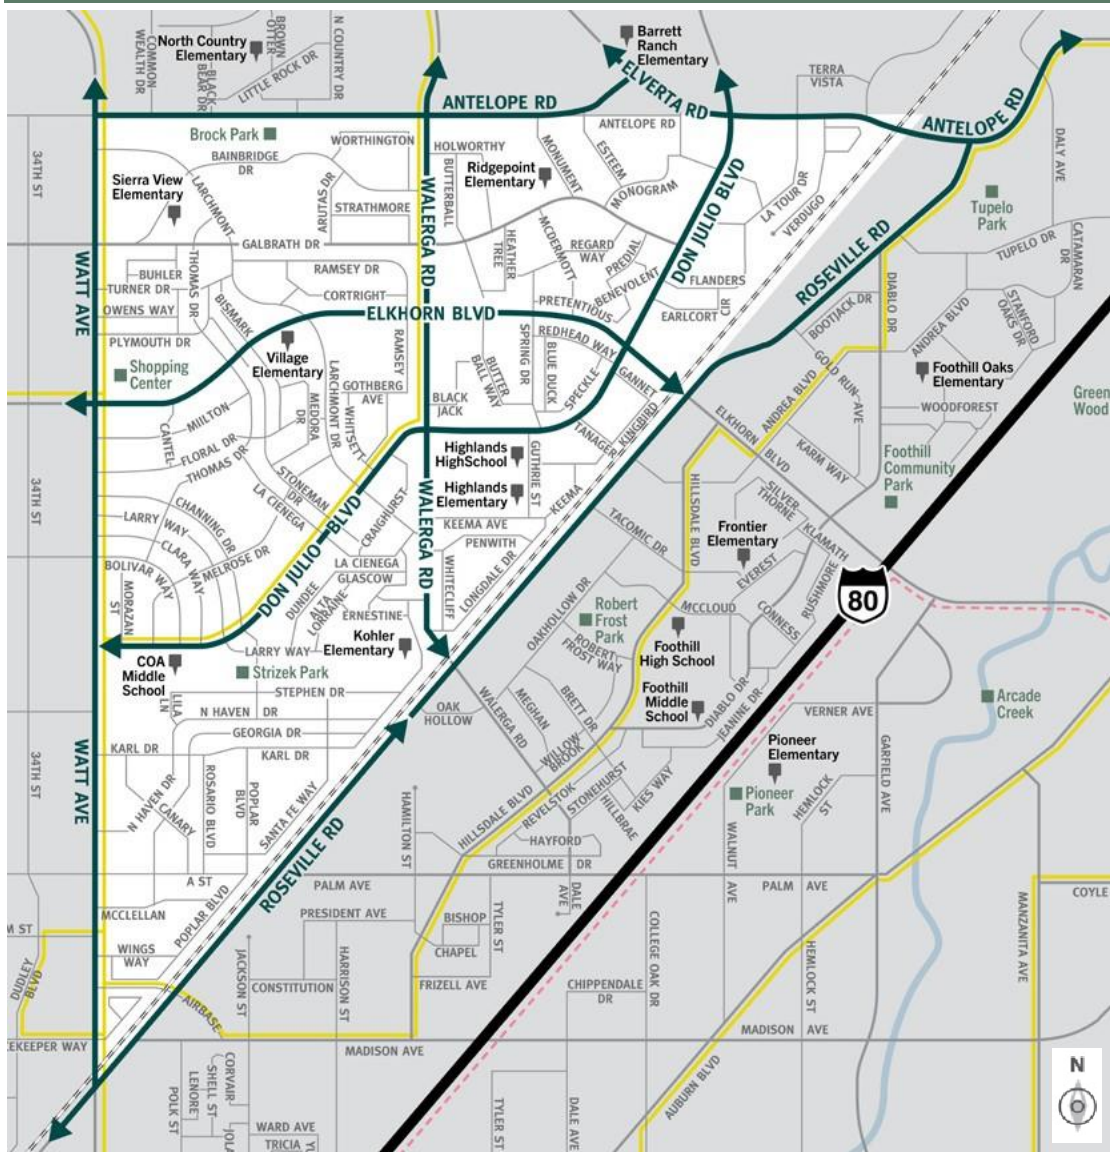 North Country
Elementary
COMMON
WEALTH DR
BLACK
BEAR DR
BROWN
OTTER
LITTLE ROCK DR
N COUNTRY DR
Barrett
Ranch
Elementary
ELVERTA RD
TERRA
VISTA
ANTELOPE RD
ANTELOPE RD
ANTELOPE RD
34TH ST
Brock Park
WORTHINGTON
BAINBRIDGE
DR
HOLWORTHY
BUTTERBALL
Ridgepoint
Elementary
MONUMENT
ESTEEM
MONOGRAM
DALY AVE
Sierra View
Elementary
LARCHMONT
ARUTAS DR
STRATHMORE
WALERGA RD
DON JULIO BLVD
LA TOUR DR
VERDUGO
Tupelo
Park
ROSEVILLE RD
TUPELO DR
CATAMARAN
DR
GALBRATH DR
WATT AVE
BUHLER
TURNER DR
THOMAS DR
OWENS WAY
RAMSEY DR
CORTRIGHT
BISMARK
HEATHER
TREE
MCDERMOTT
REGARD
WAY
PREDIAL
BENEVOLENT
PRETENTIOUS
FLANDERS
CIR
EARLCORT
DIABLO DR
BOOTJACK DR
ANDREA BLVD
STANFORD
OAKS DR
ELKHORN BLVD
PLYMOUTH DR
Shopping
Center
Village
Elementary
RAMSEY
LARCHMONT DR
GOTHBERG
AVE
MEDORA
DR
WHITSETT
SPRING DR
REDHEAD WAY
BLUE DUCK
BUTTER
BALL WAY
SPECKLE
GANNET
BLACK
JACK
KINGBIRD
TANAGER
GOLD RUN
AVE
Foothill Oaks
Elementary
WOODFOREST
Green
Wood
ANDREA BLVD
ELKHORN
BLVD
KARM WAY
Foothill
Community
Park
MIILTON
CANTEL
FLORAL DR
THOMAS DR
STONEMAN
DR
LA CIENEGA
Highlands
HighSchool
Highlands
Elementary
GUTHRIE ST
KEEMA
KEEMA AVE
PENWITH
WALERGA RD
34TH ST
CHANNING DR
LARRY WAY
CLARA WAY
MELROSE DR
BOLIVAR WAY
MORAZAN
ST
DON JULIO BLVD
CRAIGHURST
LA CIENEGA
GLASCOW
DUNDEE
ALTA
LORRAINE
ERNESTINE
WHITECLIFF
LONGDALE DR
Kohler
Elementary
HILLSDALE BLVD
TACOMIC DR
SILVER
THORNE
KLAMATH
Frontier
Elementary
EVEREST
RUSHMORE
MCCLOUD
CONNESS
80
OAKHOLLOW DR
Robert
Frost
Park
ROBERT
FROST WAY
Foothill
High School
Foothill
Middle
School
DIABLO DR
JEANINE DR
LARRY WAY
COA
Middle
School
Strizek Park
STEPHEN DR
LILA
LN
N HAVEN DR
GEORGIA DR
KARL DR
KARL DR
OAK
HOLLOW
WALERGA RD
MEGHAN
BRETT DR
WILLOW
BROOK
VERNER AVE
Arcade
Creek
34TH ST
WATT AVE
N HAVEN DR
CANARY
ROSARIO BLVD
POPLAR
BLVD
SANTA FE WAY
HAMILTON ST
HILLSDALE BLVD
REVELSTOK
STONEHURST
HILLBRAE
KIES WAY
HAYFORD
GREENHOLME DR
Pioneer
Elementary
Pioneer
Park
HEMLOCK
ST
GARFIELD AVE
WALNUT
AVE
ROSEVILLE RD
A ST
MCCLELLAN
POPLAR BLVD
WINGS
WAY
M ST
DUDLEY
BLVD
PALM AVE
PRESIDENT AVE
BISHOP
CHAPEL
TYLER ST
DALE
AVE
COLLEGE OAK DR
PALM AVE
COYLE
MANZANITA AVE
JACKSON ST
HARRISON ST
CONSTITUTION
FRIZELL AVE
CHIPPENDALE
DR
HEMLOCK ST
AIRBASE
EKEEPER WAY
MADISON AVE
MADISON AVE
AUBURN BLVD
POLK ST
LENORE
SHELL ST
CORVAIR
JOLA
WARD AVE
TRICIA
TYLER ST
DALE AVE
N